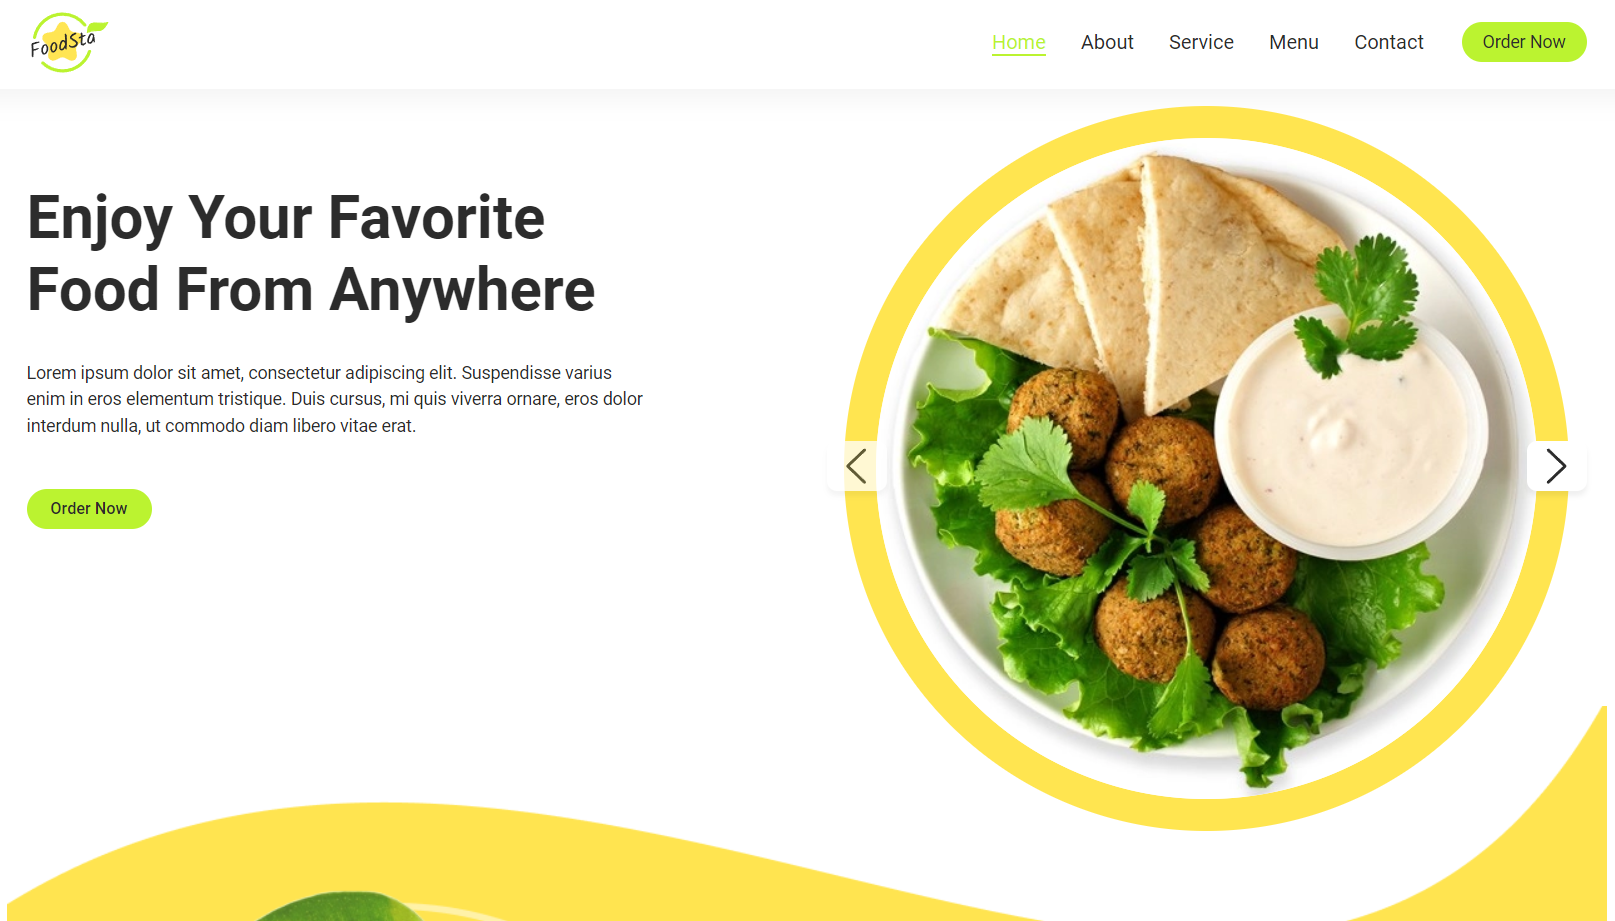 FoodSta
Home
About
Service
Menu
Contact
Order Now
Enjoy Your Favorite
Food From Anywhere
Lorem ipsum dolor sit amet, consectetur adipiscing elit. Suspendisse varius
enim in eros elementum tristique. Duis cursus, mi quis viverra ornare, eros dolor
interdum nulla, ut commodo diam libero vitae erat.
Order Now